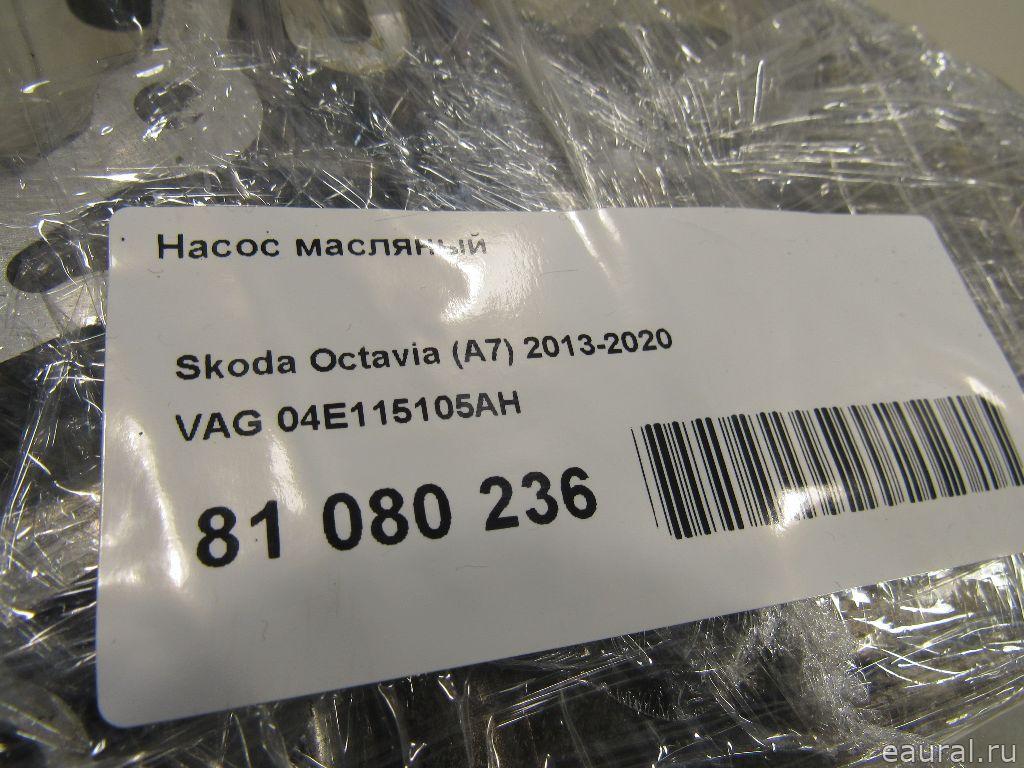 Насос масляный
Skoda Octavia (A7) 2013-2020
VAG 04E115105AH
81 080 236
eaural.ru